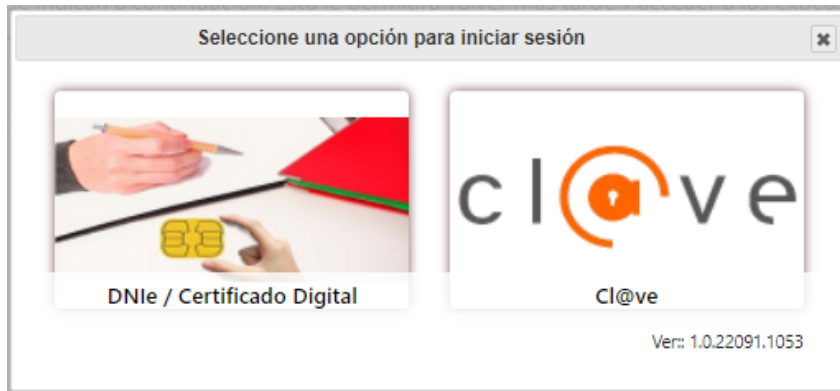 Seleccione una opción para iniciar sesión
cl@ve
DNIe / Certificado Digital
Cl@ve
Ver:: 1.0.22091.1053